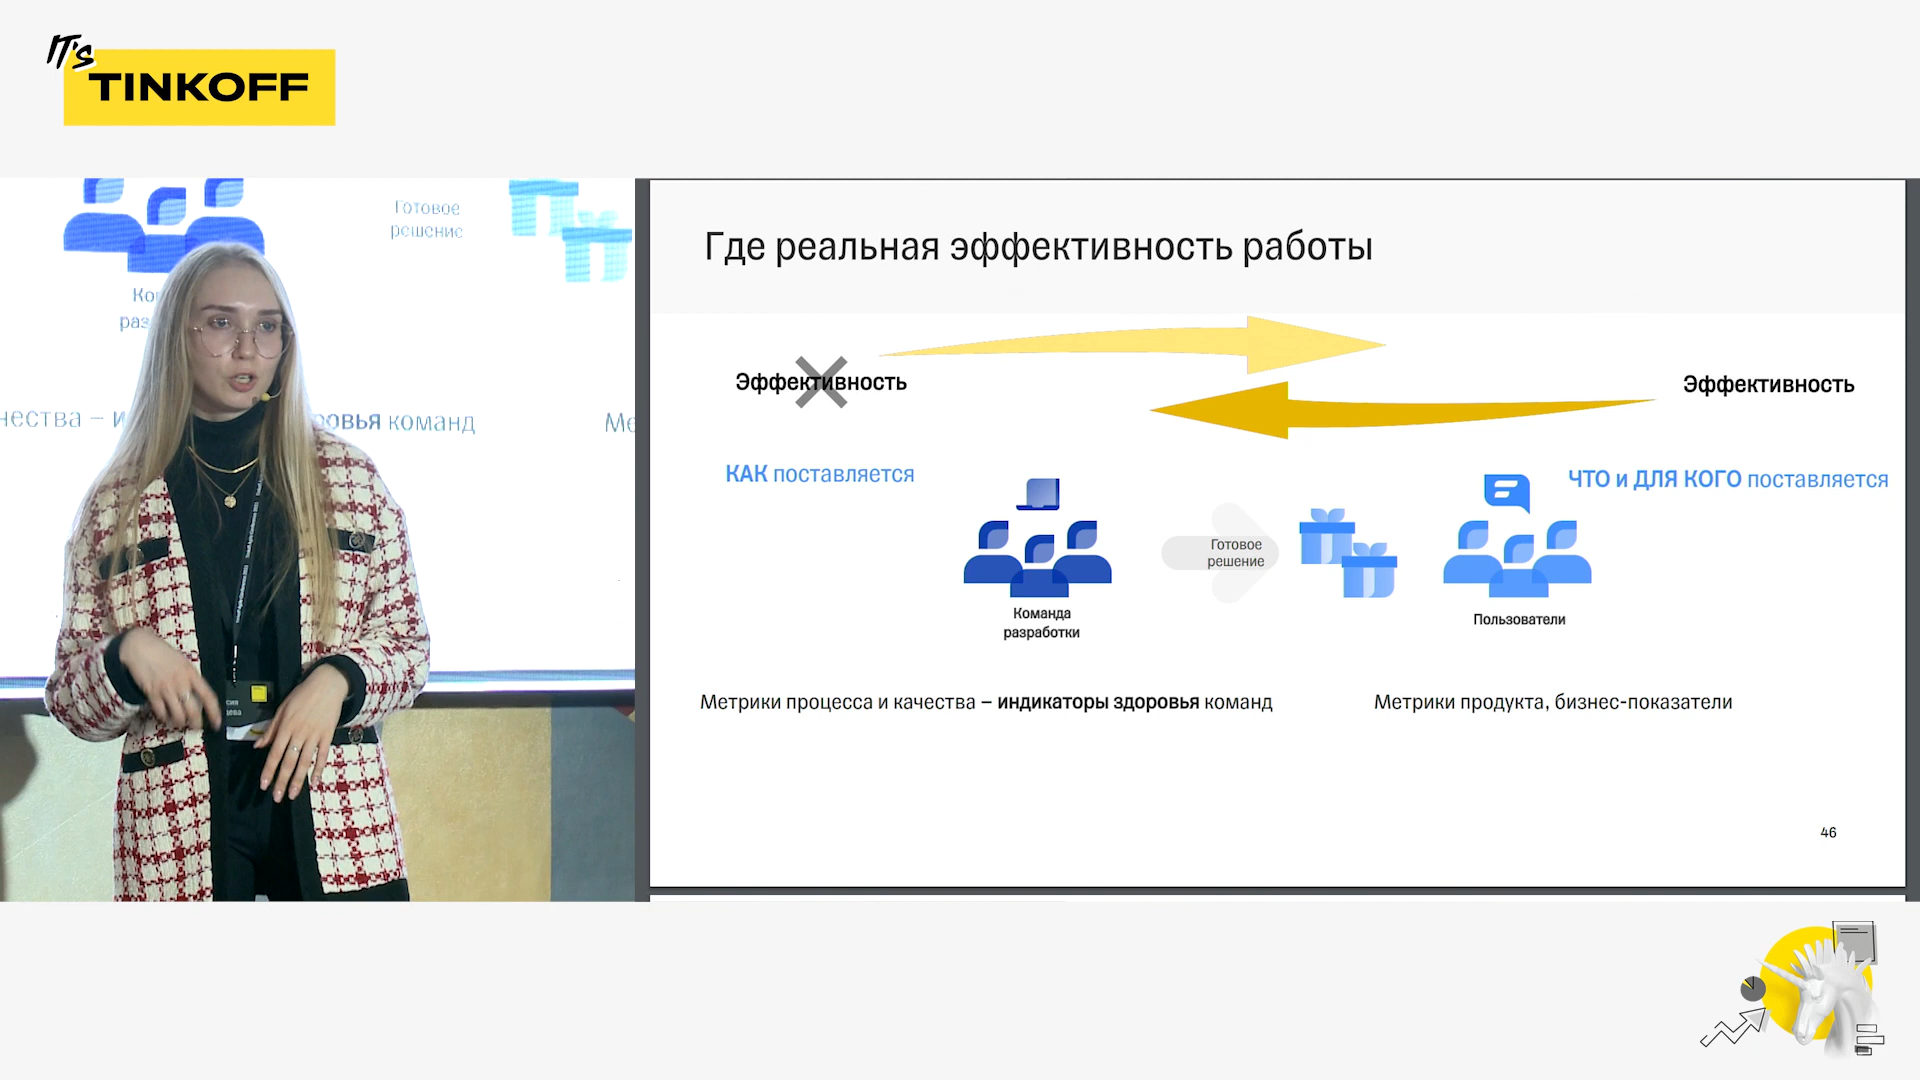 IT's
TINKOFF
Готовое
решение
команд
Где реальная эффективность работы
Эффективность
Эффективность
КАК поставляется
ЧТО и ДЛЯ КОГО поставляется
Готовое
решение
Команда
разработки
Пользователи
Метрики процесса и качества – индикаторы здоровья команд
Метрики продукта, бизнес-показатели
46